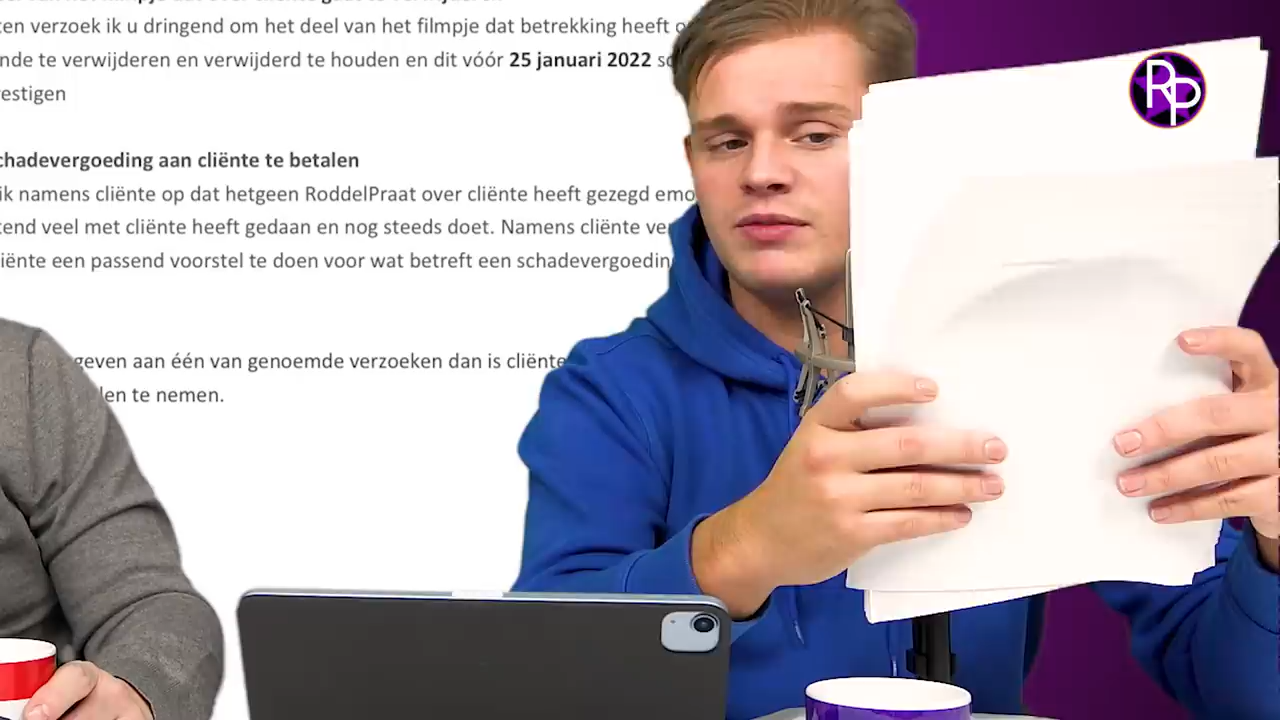 ten verzoek ik u dringend om het deel van het filmpje dat betrekking heeft
nde te verwijderen en verwijderd te houden en dit vóór 25 januari 2022
estigen
chadevergoeding aan cliënte te betalen
ik namens cliënte op dat hetgeen RoddelPraat over cliënte heeft gezegd emo
tend veel met cliënte heeft gedaan en nog steeds doet. Namens cliënte ver
iënte een passend voorstel te doen voor wat betreft een schadevergoedin
geven aan één van genoemde verzoeken dan is cliënte
len te nemen.
RP